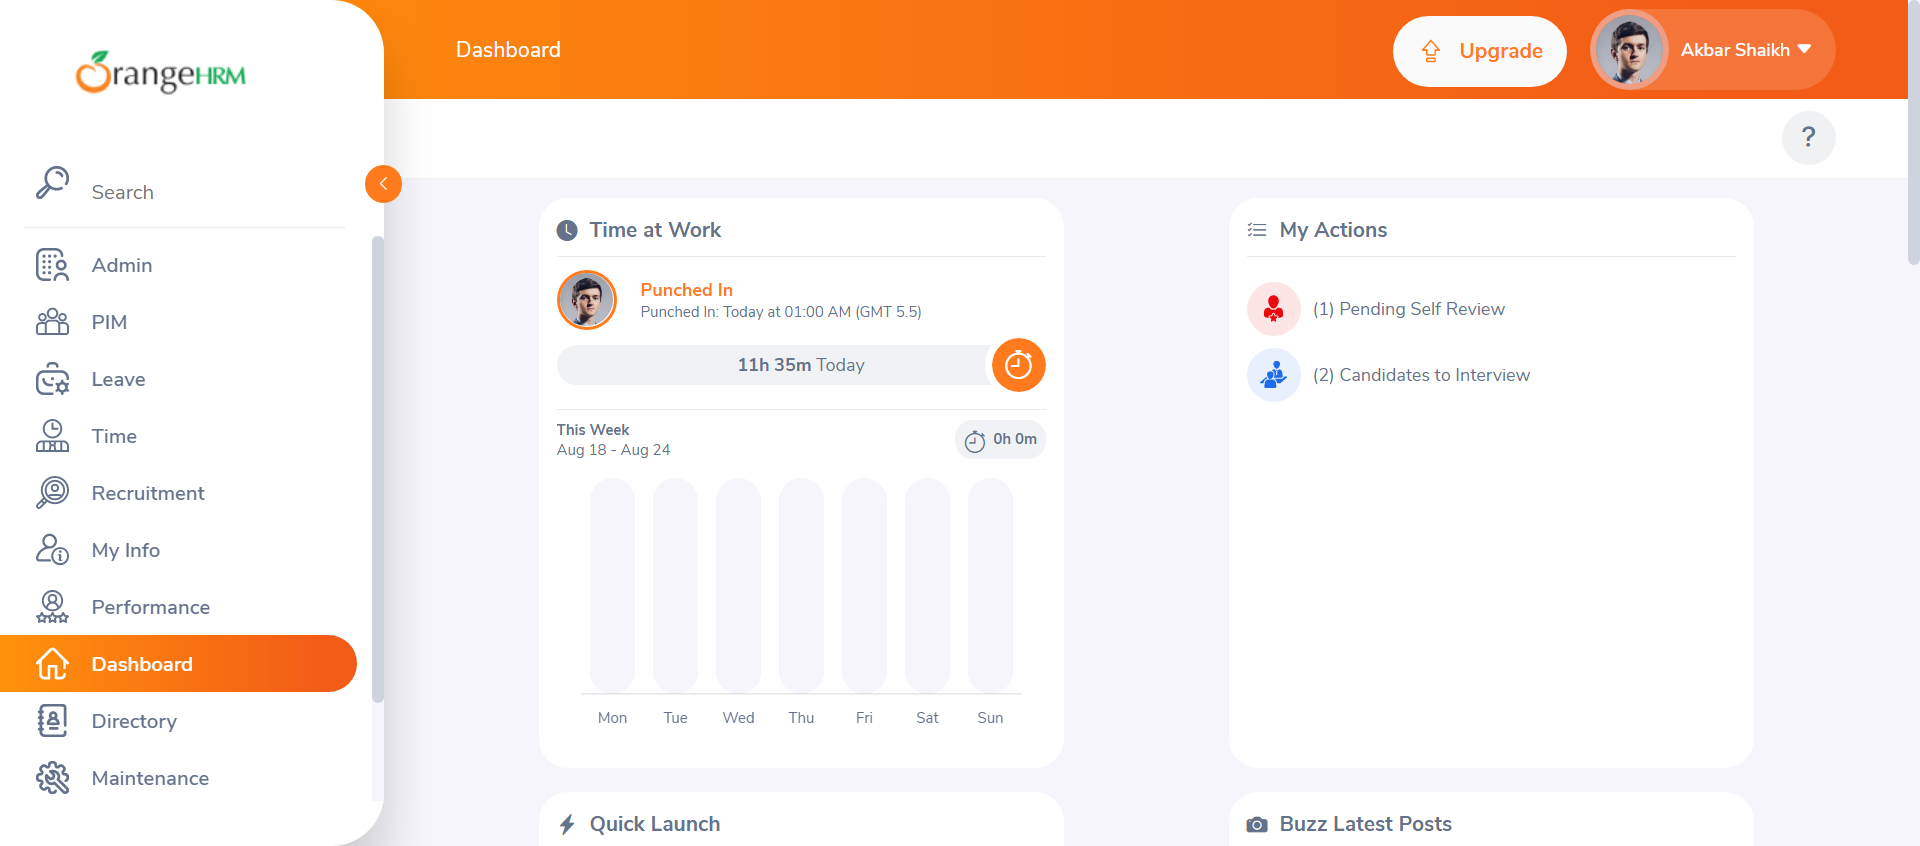 OrangeHRM
Dashboard
Upgrade
Akbar Shaikh
?
Search
Admin
PIM
Leave
Time
Recruitment
My Info
Performance
Dashboard
Directory
Maintenance
Time at Work
Punched In
Punched In: Today at 01:00 AM (GMT 5.5)
11h 35m Today
This Week
Aug 18 - Aug 24
0h 0m
Mon Tue Wed Thu Fri Sat Sun
My Actions
(1) Pending Self Review
(2) Candidates to Interview
Quick Launch
Buzz Latest Posts